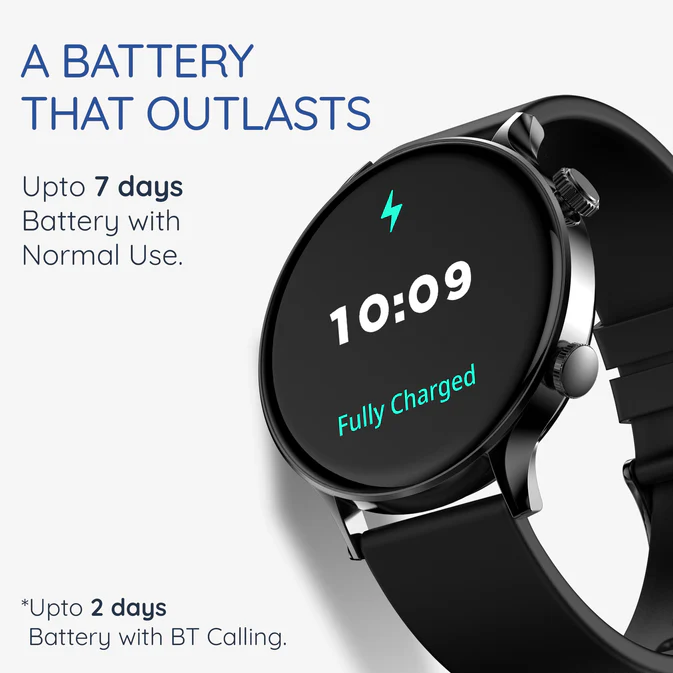 A BATTERY
THAT OUTLASTS
Upto 7 days
Battery with
Normal Use.
10:09
Fully Charged
*Upto 2 days
Battery with BT Calling.